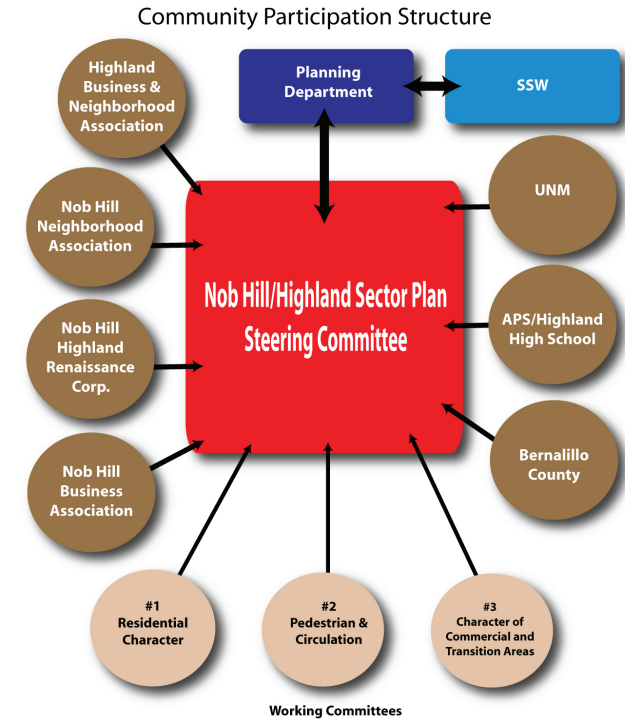 Community Participation Structure
Highland
Business &
Neighborhood
Association
Planning
Department
SSW
Nob Hill
Neighborhood
Association
UNM
Nob Hill/Highland Sector Plan
Steering Committee
Nob Hill
Highland
Renaissance
Corp.
APS/Highland
High School
Nob Hill
Business
Association
Bernalillo
County
#1
Residential
Character
#2
Pedestrian &
Circulation
#3
Character of
Commercial and
Transition Areas
Working Committees